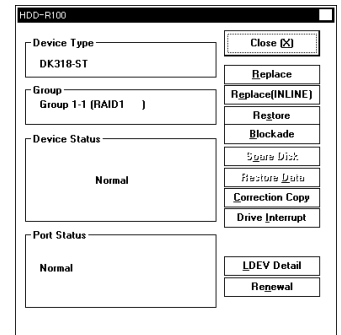 HDD-R100
Device Type
DK318-ST
Group
Group 1-1 (RAID1 )
Device Status
Normal
Port Status
Normal
Close (X)
Replace
Replace(INLINE)
Restore
Blockade
Spare Disk
Restore Data
Correction Copy
Drive Interrupt
LDEV Detail
Renewal